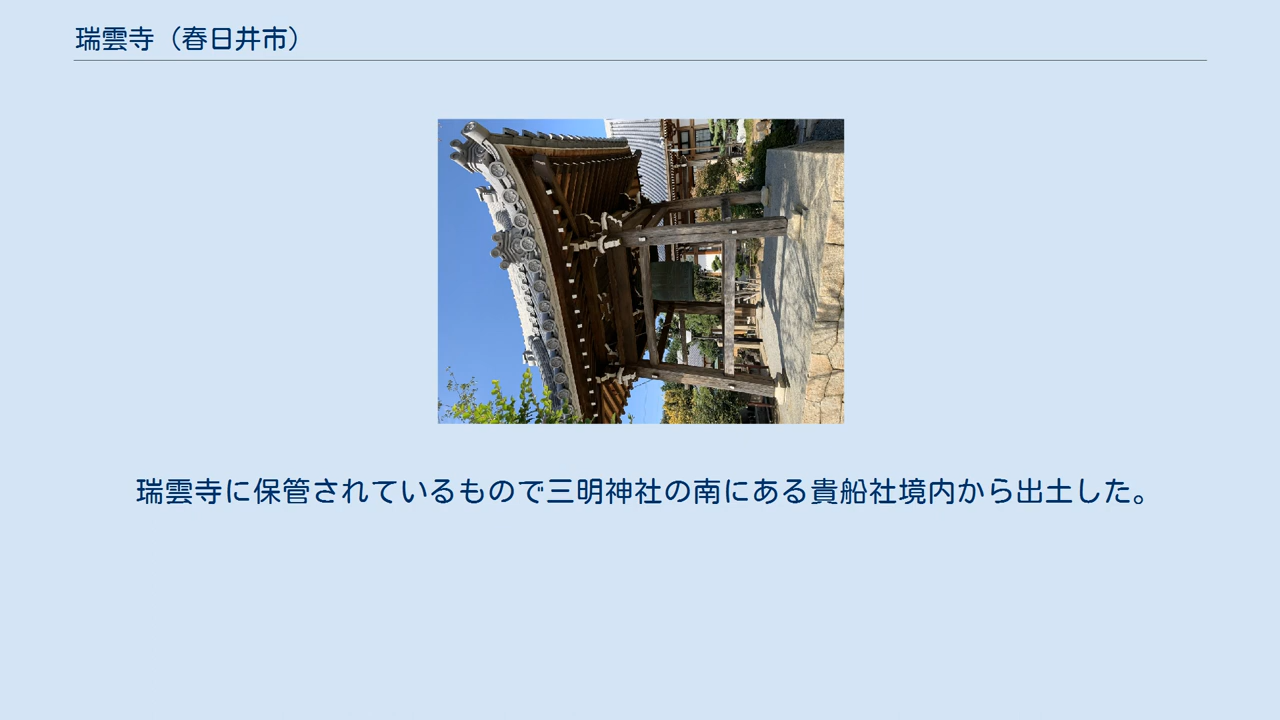 瑞雲寺（春日井市）
瑞雲寺に保管されているもので三明神社の南にある貴船社境内から出土した。